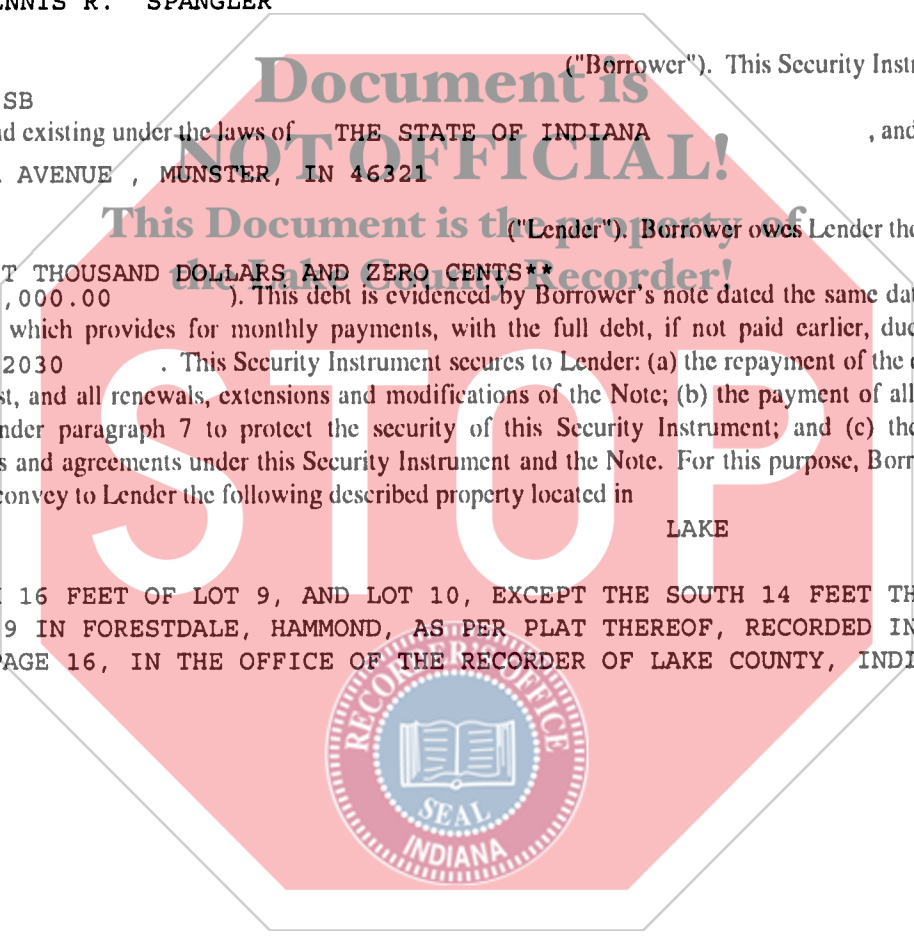 ENNIS R. SPANGLER
Document is
("Borrower"). This Security Instr
SB
nd existing under the laws of THE STATE OF INDIANA , and
NOT OFFICIAL!
AVENUE , MUNSTER, IN 46321
This Document is the property of
("Lender"). Borrower owes Lender the
T THOUSAND DOLLARS AND ZERO CENTS**
the Lake County Recorder!
,000.00 ). This debt is evidenced by Borrower's note dated the same dat
which provides for monthly payments, with the full debt, if not paid earlier, due
2030 . This Security Instrument secures to Lender: (a) the repayment of the
st, and all renewals, extensions and modifications of the Note; (b) the payment of all
nder paragraph 7 to protect the security of this Security Instrument; and (c) the
s and agreements under this Security Instrument and the Note. For this purpose, Borr
convey to Lender the following described property located in
STOP
LAKE
16 FEET OF LOT 9, AND LOT 10, EXCEPT THE SOUTH 14 FEET TH
9 IN FORESTDALE, HAMMOND, AS PER PLAT THEREOF, RECORDED IN
PAGE 16, IN THE OFFICE OF THE RECORDER OF LAKE COUNTY, INDI
RECORDER'S OFFICE
SEAL
INDIANA